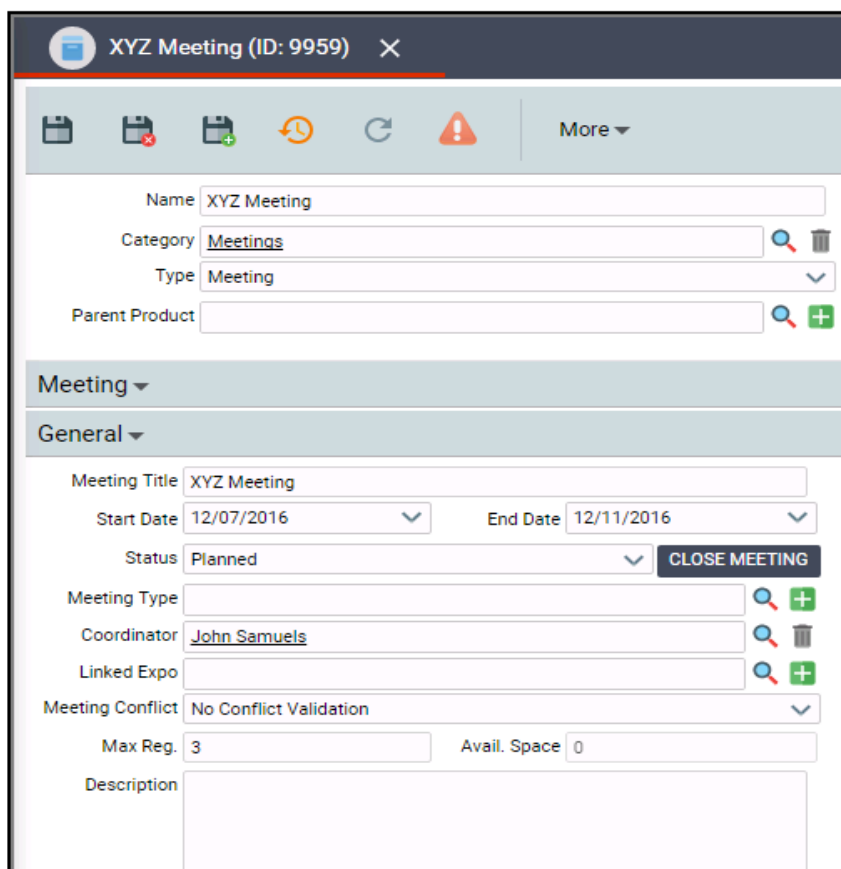 XYZ Meeting (ID: 9959)
More
Name XYZ Meeting
Category Meetings
Type Meeting
Parent Product
Meeting
General
Meeting Title XYZ Meeting
Start Date 12/07/2016 End Date 12/11/2016
Status Planned CLOSE MEETING
Meeting Type
Coordinator John Samuels
Linked Expo
Meeting Conflict No Conflict Validation
Max Reg. 3 Avail. Space 0
Description